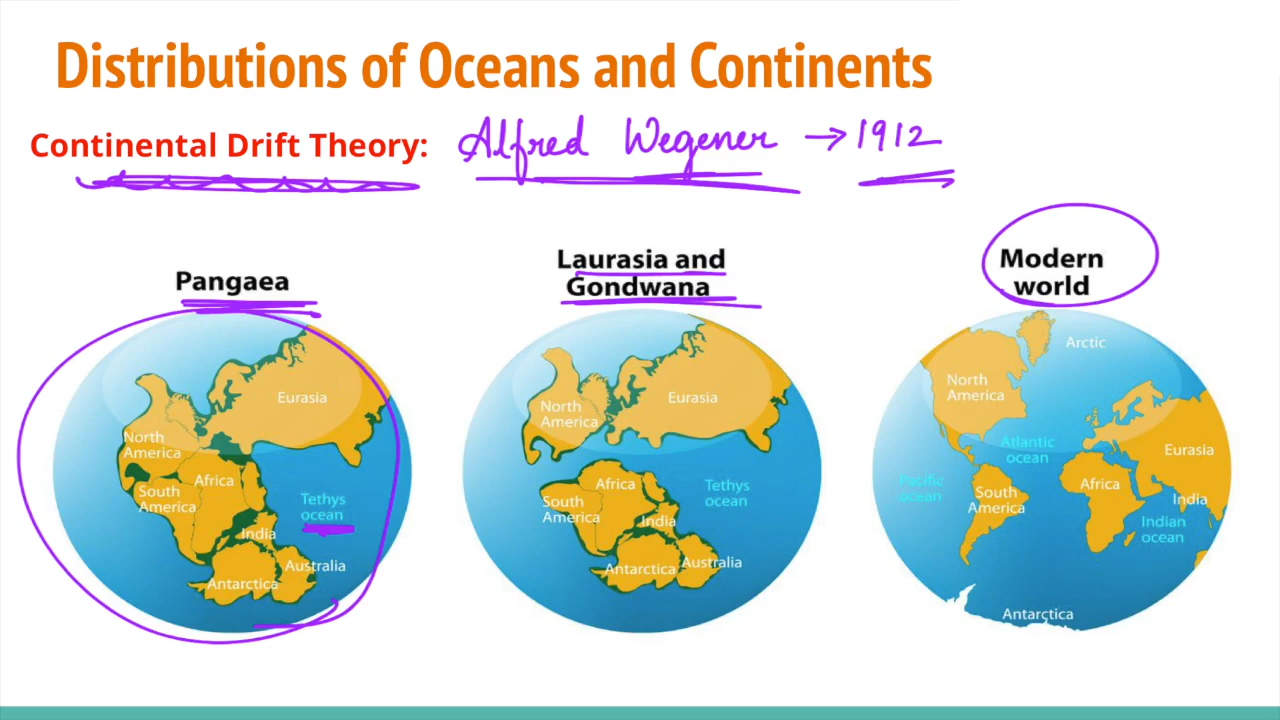 Distributions of Oceans and Continents
Continental Drift Theory: Alfred Wegener → 1912
Pangaea
Eurasia
North
America
Africa
South
America
Tethys
ocean
India
Australia
Antarctica
Laurasia and
Gondwana
Eurasia
North
America
Africa
Tethys
ocean
South
America
India
Australia
Antarctica
Modern
world
Arctic
North
America
Atlantic
ocean
Eurasia
Pacific
ocean
Africa
South
America
India
Indian
ocean
Antarctica